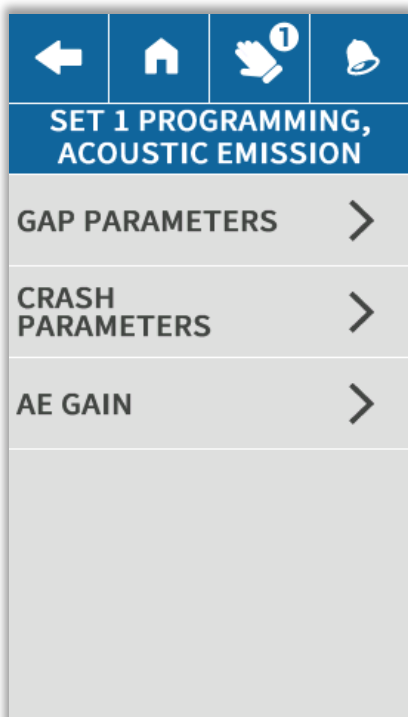 1
SET 1 PROGRAMMING,
ACOUSTIC EMISSION
GAP PARAMETERS
CRASH
PARAMETERS
AE GAIN